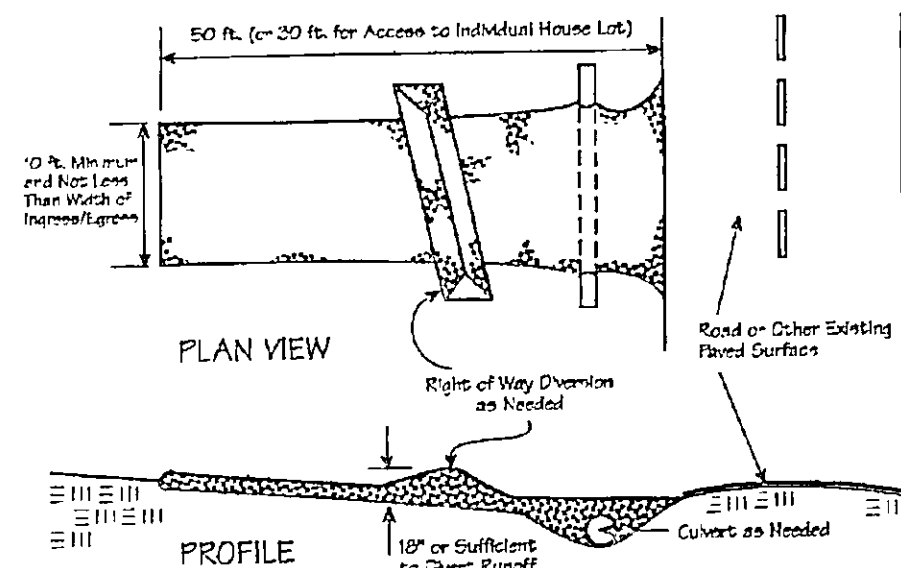 50 ft. (or 30 ft. for Access to Individual House Lot)
10 ft. Minimum
and Not Less
Than Width of
Ingress/Egress
PLAN VIEW
Road or Other Existing
Paved Surface
Right of Way Diversion
as Needed
18" or Sufficient
to Divert Runoff
Culvert as Needed
PROFILE